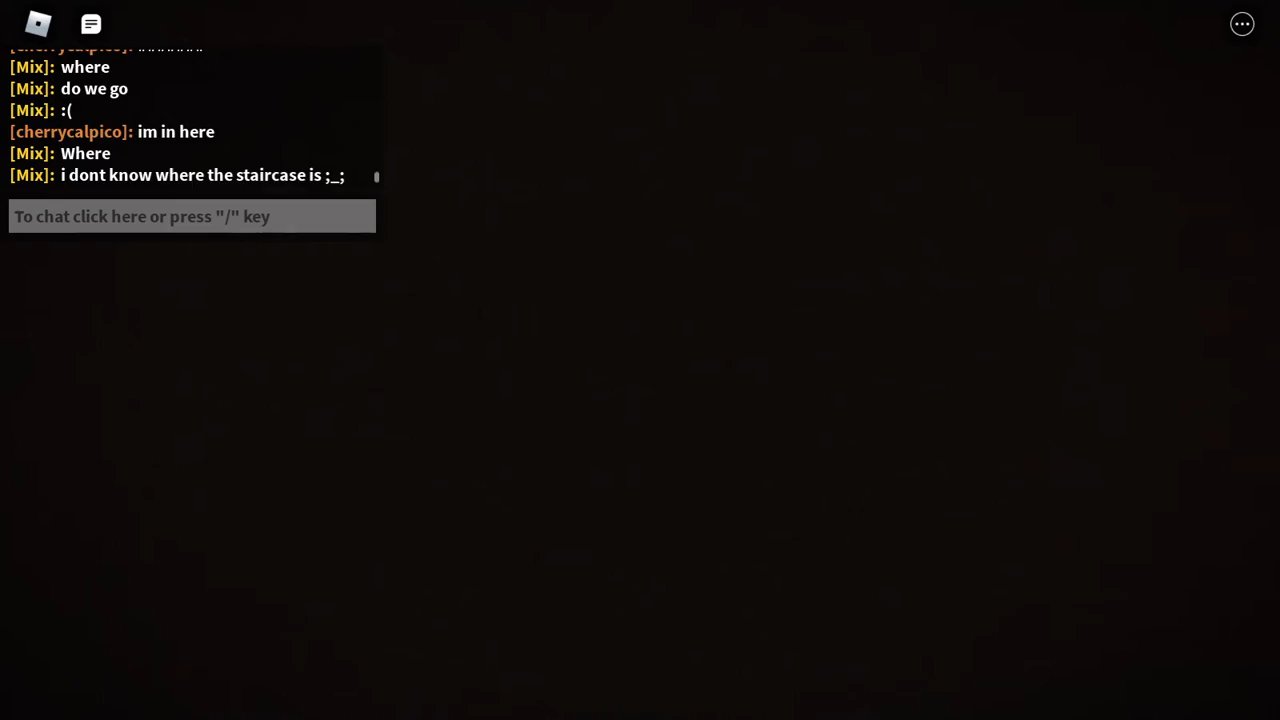 [Mix]: where
[Mix]: do we go
[Mix]: :(
[cherrycalpico]: im in here
[Mix]: Where
[Mix]: i dont know where the staircase is ;_;
To chat click here or press "/" key